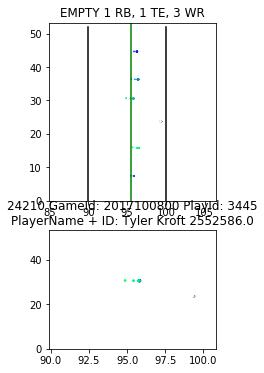 EMPTY 1 RB, 1 TE, 3 WR
50
40
30
20
10
0
85 90 95 100 105
24210 GameId: 2017100800 PlayId: 3445
PlayerName + ID: Tyler Kroft 2552586.0
40
20
0
90.0 92.5 95.0 97.5 100.0